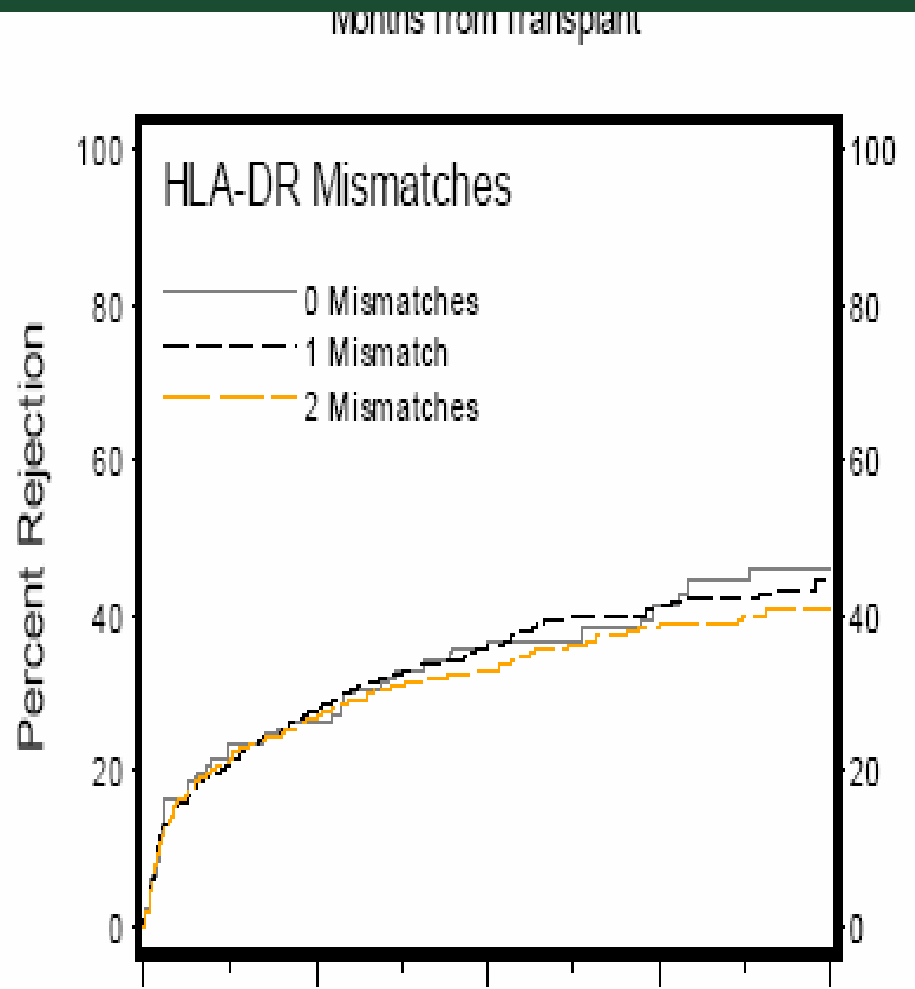 Months from Transplant
100 100
HLA-DR Mismatches
0 Mismatches
80 80
1 Mismatch
2 Mismatches
60 60
Percent Rejection
40 40
20 20
0 0